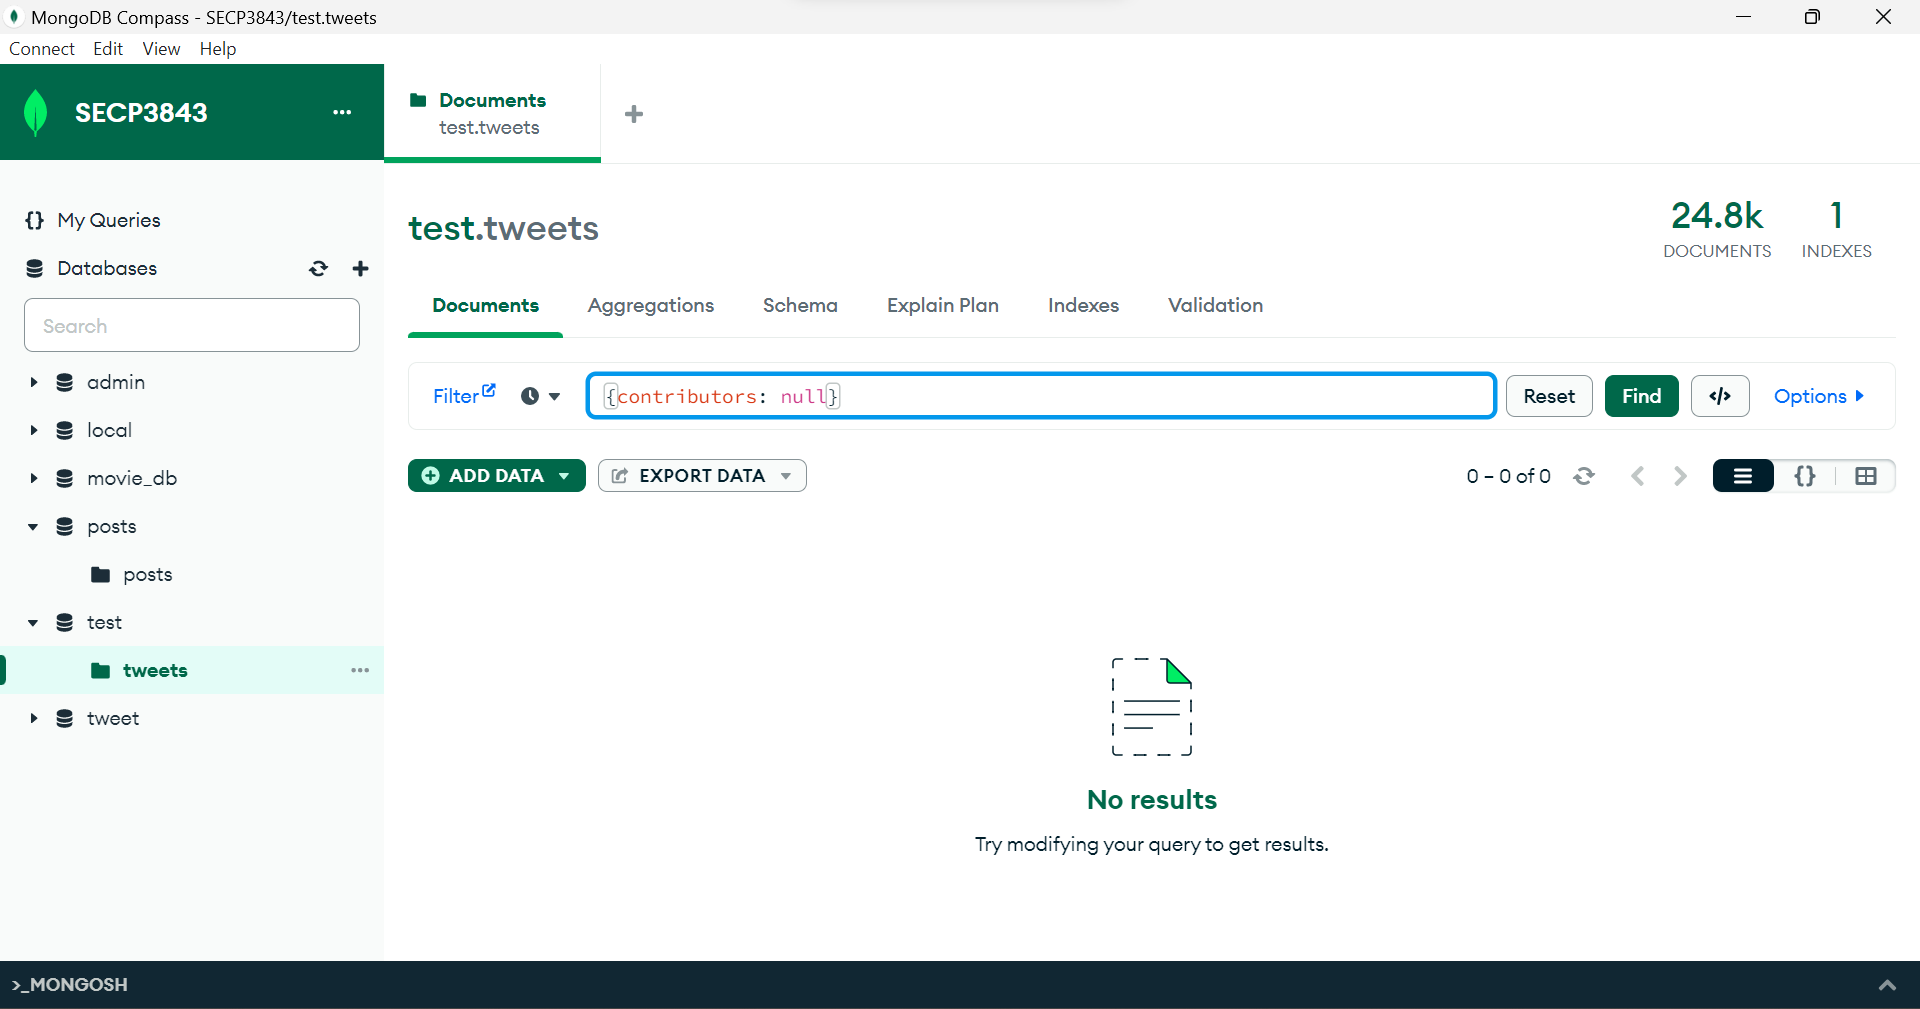 MongoDB Compass - SECP3843/test.tweets
Connect Edit View Help
SECP3843
Documents
test.tweets
My Queries
Databases
Search
admin
local
movie_db
posts
posts
test
tweets
tweet
test.tweets
24.8k
DOCUMENTS
1
INDEXES
Documents Aggregations Schema Explain Plan Indexes Validation
Filter
{contributors: null}
Reset Find </> Options
ADD DATA EXPORT DATA
0 – 0 of 0
{}
No results
Try modifying your query to get results.
>_MONGOSH